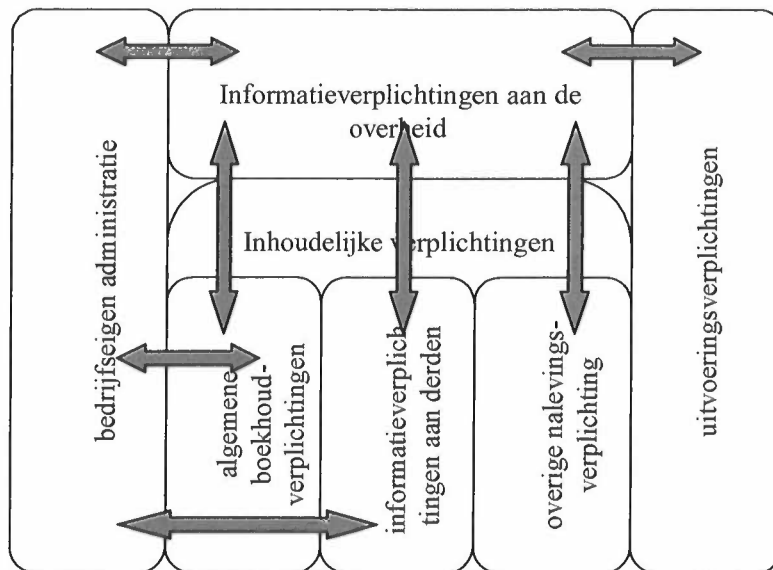 bedrijfseigen administratie
Informatieverplichtingen aan de
overheid
Inhoudelijke verplichtingen
algemene
boekhoud-
verplichtingen
informatieverplich
tingen aan derden
overige nalevings-
verplichting
uitvoeringsverplichtingen